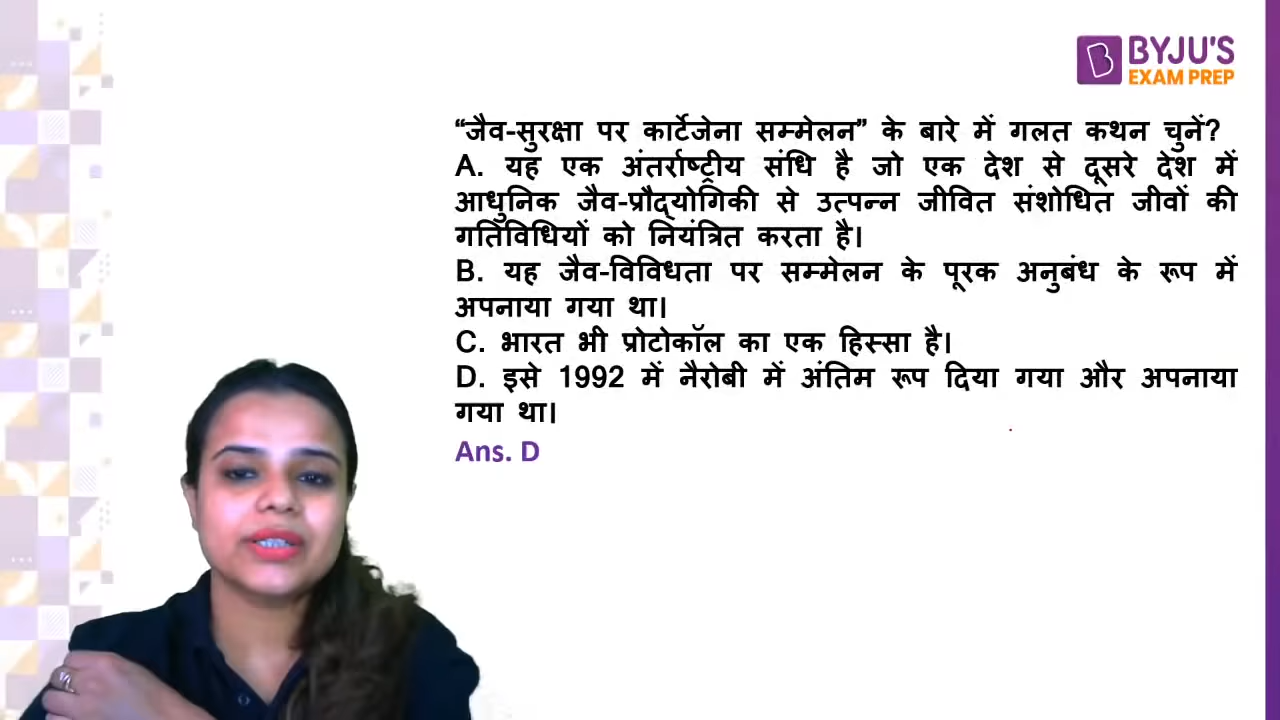 BYJU'S
EXAM PREP
“जैव-सुरक्षा पर कार्टेजेना सम्मेलन” के बारे में गलत कथन चुनें?
A. यह एक अंतर्राष्ट्रीय संधि है जो एक देश से दूसरे देश में
आधुनिक जैव-प्रौद्योगिकी से उत्पन्न जीवित संशोधित जीवों की
गतिविधियों को नियंत्रित करता है।
B. यह जैव-विविधता पर सम्मेलन के पूरक अनुबंध के रूप में
अपनाया गया था।
C. भारत भी प्रोटोकॉल का एक हिस्सा है।
D. इसे 1992 में नैरोबी में अंतिम रूप दिया गया और अपनाया
गया था।
Ans. D